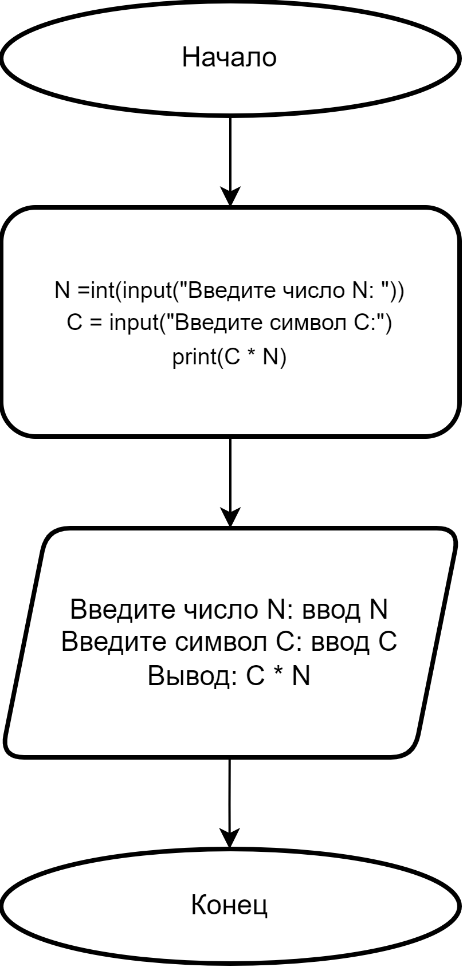 Начало
N =int(input("Введите число N: "))
C = input("Введите символ C:")
print(C * N)
Введите число N: ввод N
Введите символ C: ввод C
Вывод: C * N
Конец